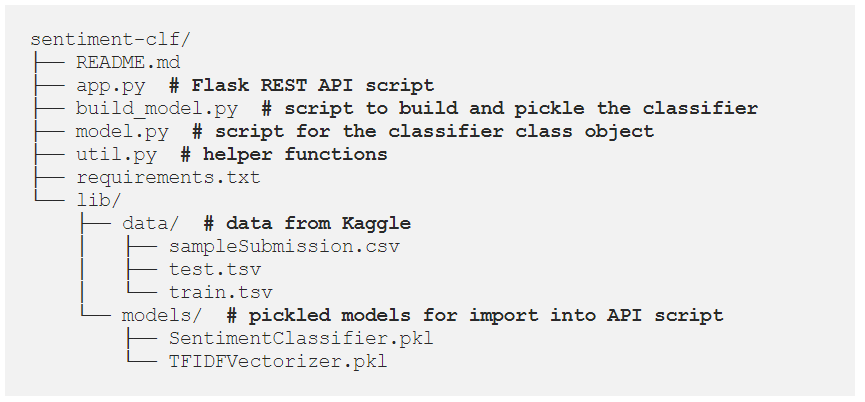 sentiment-clf/
├── README.md
├── app.py  # Flask REST API script
├── build_model.py  # script to build and pickle the classifier
├── model.py  # script for the classifier class object
├── util.py  # helper functions
├── requirements.txt
└── lib/
    ├── data/  # data from Kaggle
    │   ├── sampleSubmission.csv
    │   ├── test.tsv
    │   └── train.tsv
    └── models/  # pickled models for import into API script
        ├── SentimentClassifier.pkl
        └── TFIDFVectorizer.pkl